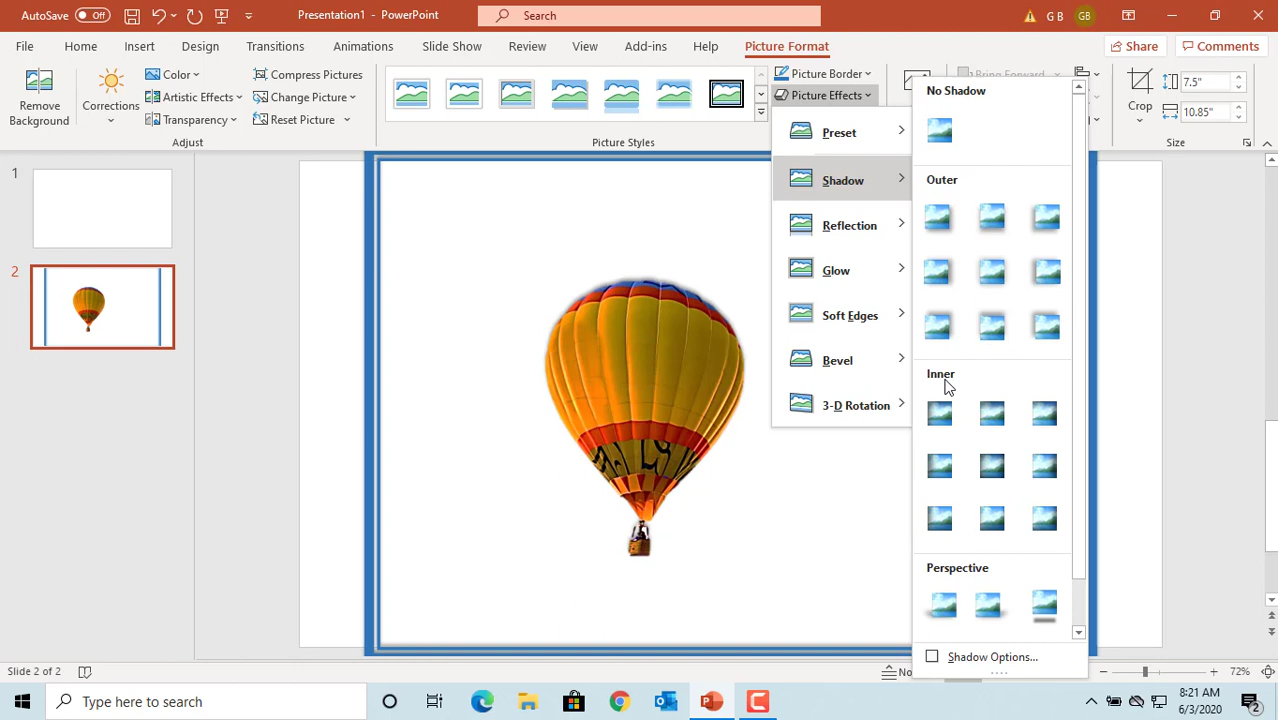 AutoSave Off Presentation1 - PowerPoint Search G B GB
File Home Insert Design Transitions Animations Slide Show Review View Add-ins Help Picture Format Share Comments
Remove Background
Corrections
Color
Artistic Effects
Transparency
Compress Pictures
Change Picture
Reset Picture
Adjust
Picture Styles
Picture Border
Picture Effects
Bring Forward
Crop
7.5"
10.85"
Size
Preset
Shadow
Reflection
Glow
Soft Edges
Bevel
3-D Rotation
No Shadow
Outer
Inner
Perspective
Shadow Options...
1
2
Slide 2 of 2
No
72%
Type here to search
8:21 AM
6/3/2020
2